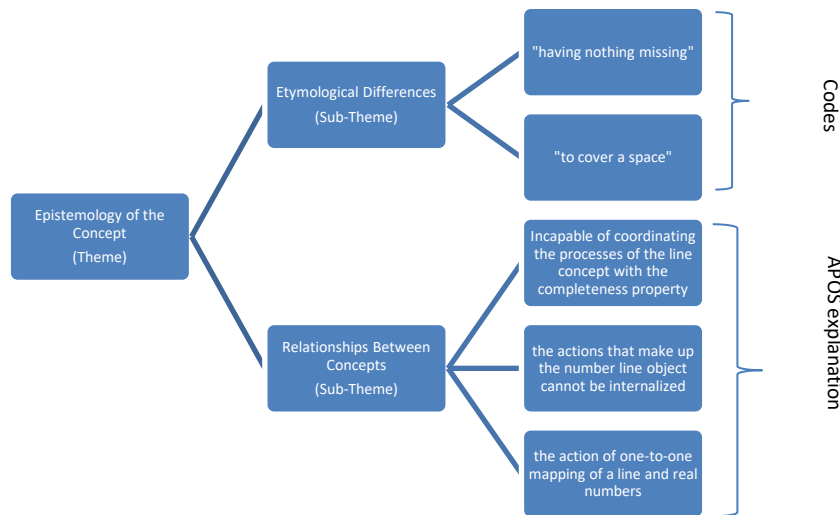 "having nothing missing"
Etymological Differences
(Sub-Theme)
"to cover a space"
Codes
Epistemology of the
Concept
(Theme)
Incapable of coordinating
the processes of the line
concept with the
completeness property
Relationships Between
Concepts
(Sub-Theme)
the actions that make up
the number line object
cannot be internalized
the action of one-to-one
mapping of a line and real
numbers
APOS explanation